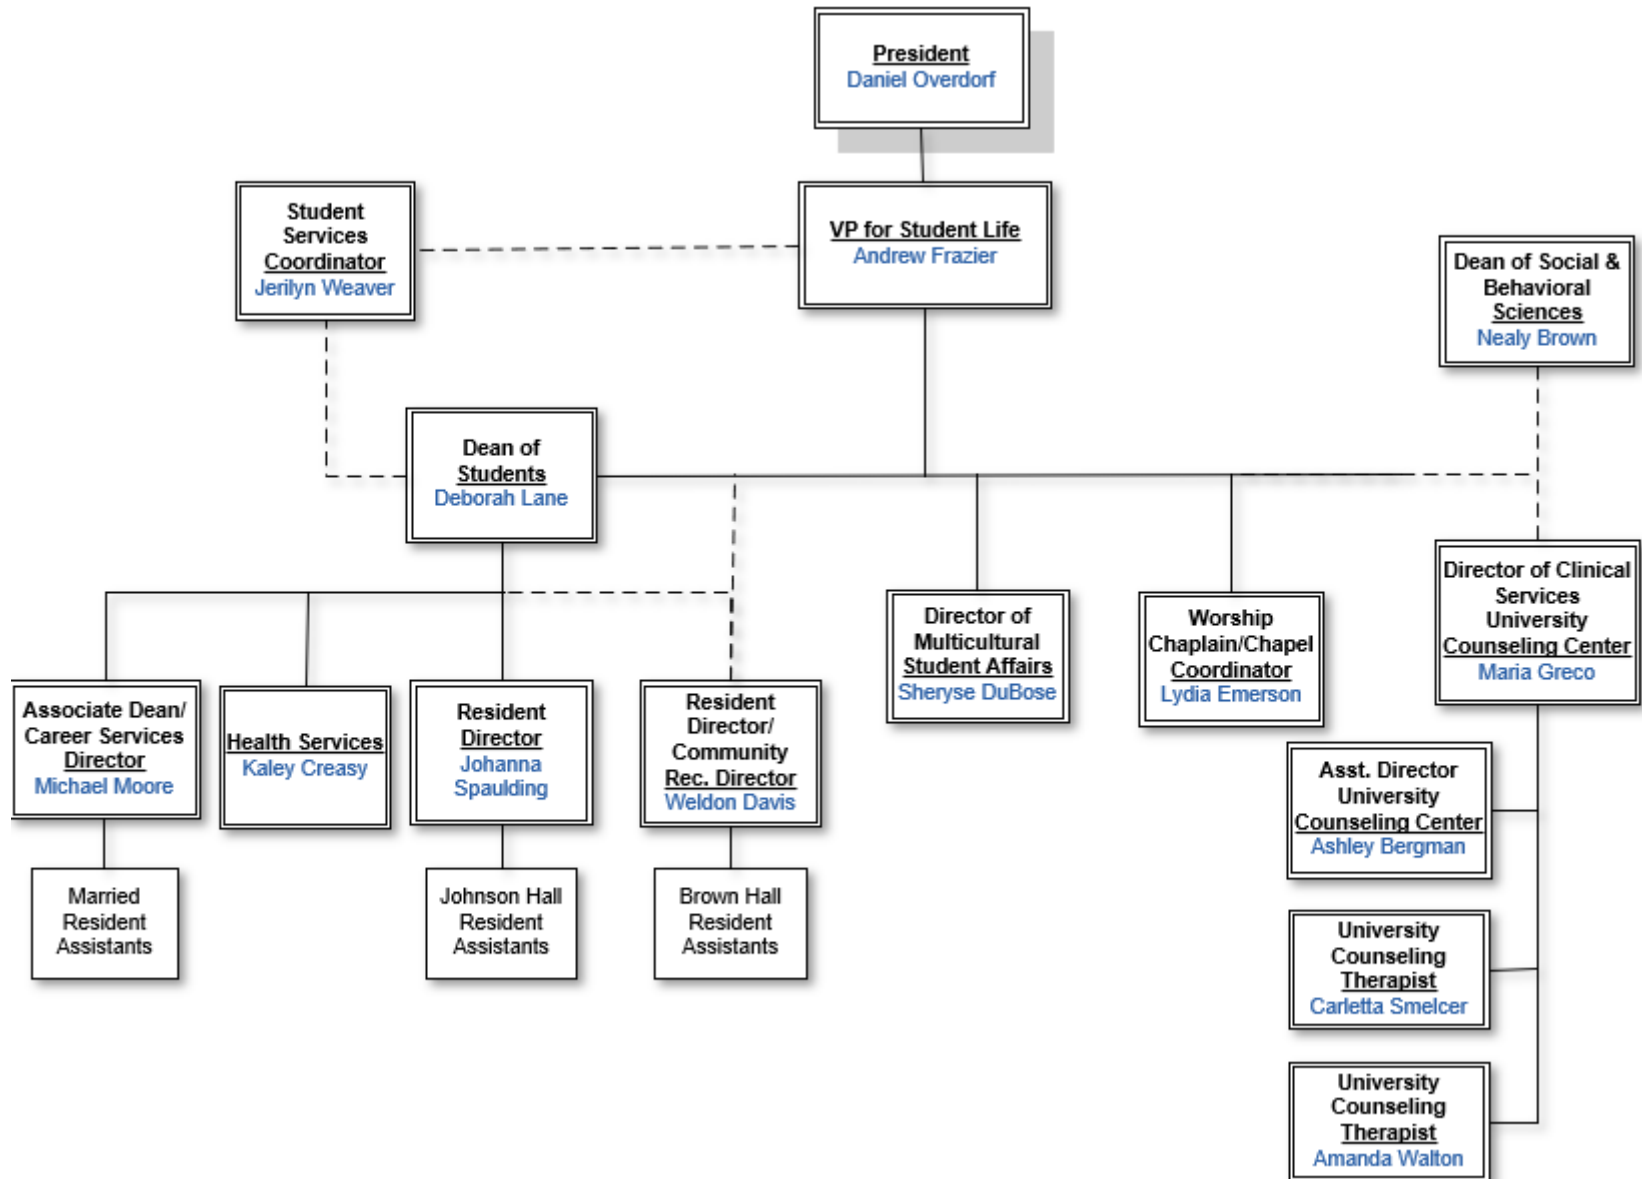 President
Daniel Overdorf
VP for Student Life
Andrew Frazier
Student
Services
Coordinator
Jerilyn Weaver
Dean of Social &
Behavioral
Sciences
Nealy Brown
Dean of
Students
Deborah Lane
Director of
Multicultural
Student Affairs
Sheryse DuBose
Worship
Chaplain/Chapel
Coordinator
Lydia Emerson
Director of Clinical
Services
University
Counseling Center
Maria Greco
Associate Dean/
Career Services
Director
Michael Moore
Health Services
Kaley Creasy
Resident
Director
Johanna
Spaulding
Resident
Director/
Community
Rec. Director
Weldon Davis
Married
Resident
Assistants
Johnson Hall
Resident
Assistants
Brown Hall
Resident
Assistants
Asst. Director
University
Counseling Center
Ashley Bergman
University
Counseling
Therapist
Carletta Smelcer
University
Counseling
Therapist
Amanda Walton